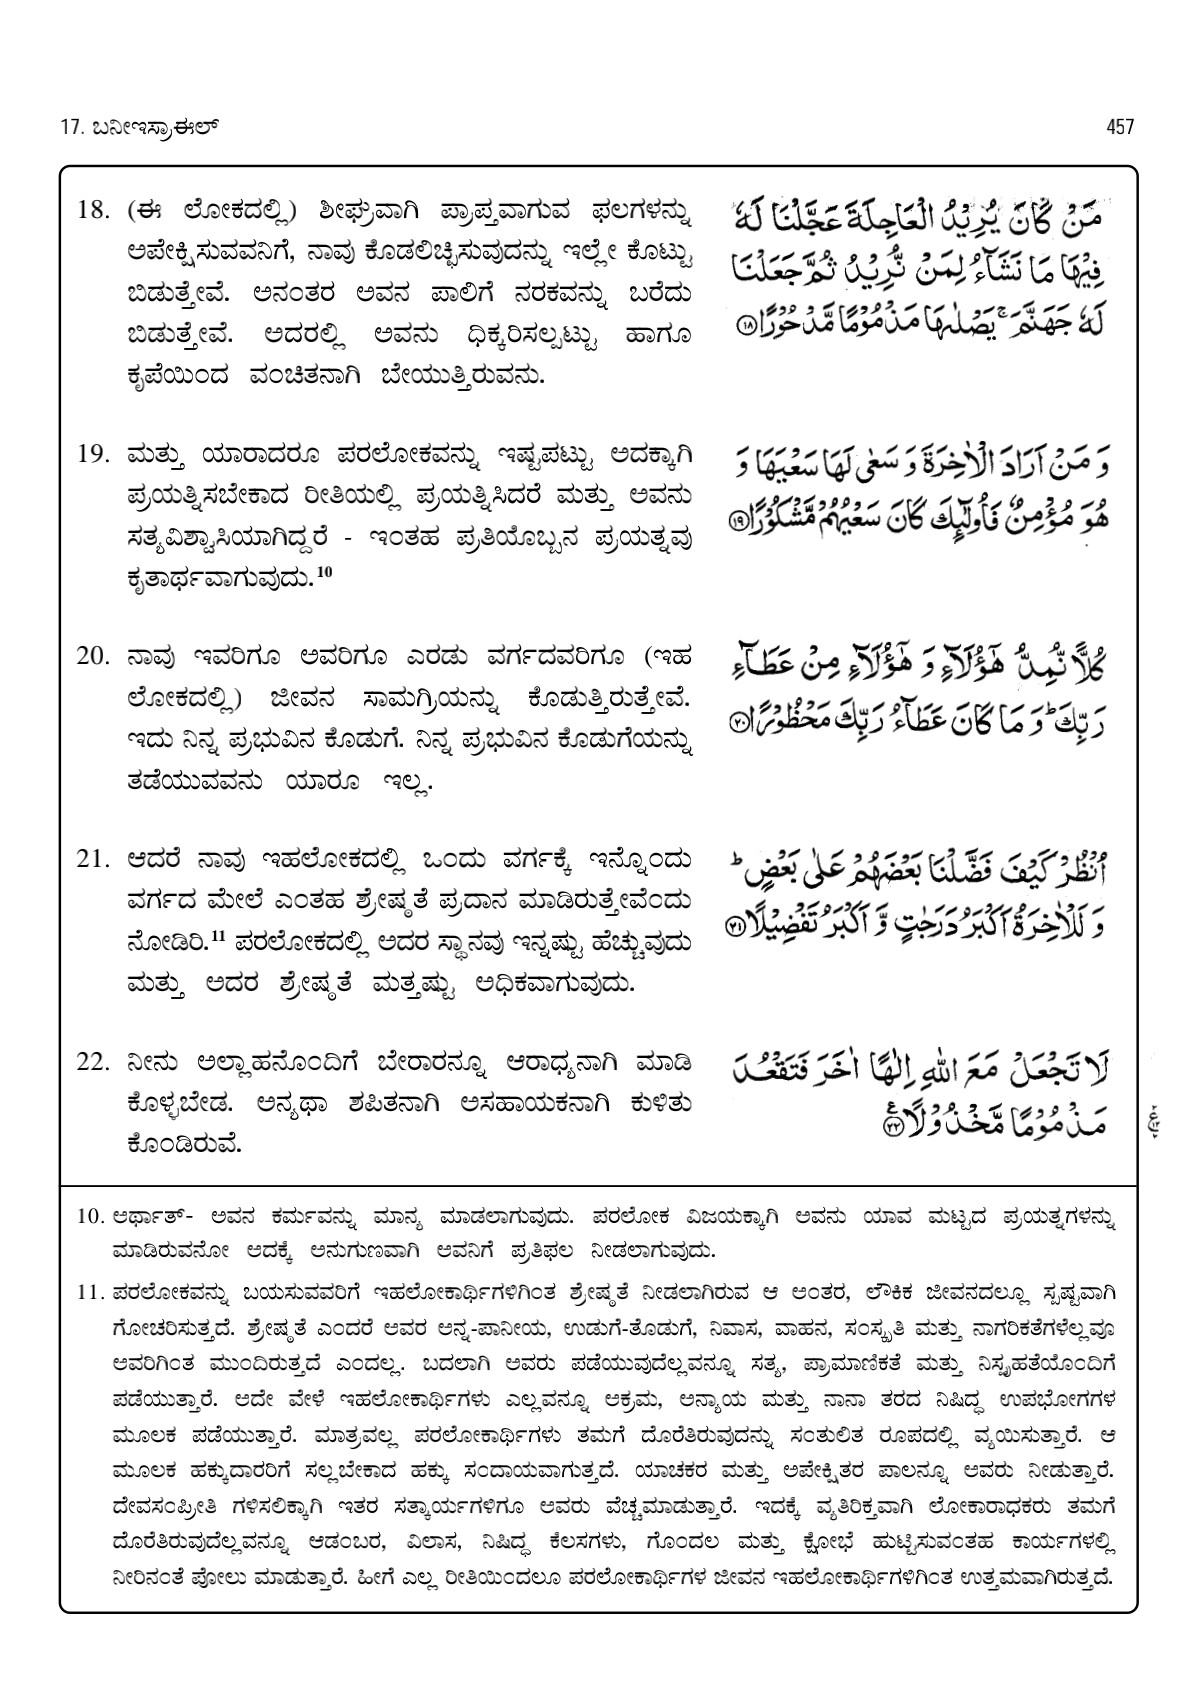 17. ಬನೀಇಸ್ರಾಈಲ್
457
18. (ಈ ಲೋಕದಲ್ಲಿ) ಶೀಘ್ರವಾಗಿ ಪ್ರಾಪ್ತವಾಗುವ ಫಲಗಳನ್ನು
ಅಪೇಕ್ಷಿಸುವವನಿಗೆ, ನಾವು ಕೊಡಲಿಚ್ಛಿಸುವುದನ್ನು ಇಲ್ಲೇ ಕೊಟ್ಟು
ಬಿಡುತ್ತೇವೆ. ಅನಂತರ ಅವನ ಪಾಲಿಗೆ ನರಕವನ್ನು ಬರೆದು
ಬಿಡುತ್ತೇವೆ. ಅದರಲ್ಲಿ ಅವನು ಧಿಕ್ಕರಿಸಲ್ಪಟ್ಟು ಹಾಗೂ
ಕೃಪೆಯಿಂದ ವಂಚಿತನಾಗಿ ಬೇಯುತ್ತಿರುವನು.
مَنْ كَانَ يُرِيْدُ الْعَاجِلَةَ عَجَّلْنَا لَهٗ
فِيْهَا مَا نَشَآءُ لِمَنْ نُّرِيْدُ ثُمَّ جَعَلْنَا
لَهٗ جَهَنَّمَ ۚ يَصْلٰىهَا مَذْمُوْمًا مَّدْحُوْرًا ۝١٨
19. ಮತ್ತು ಯಾರಾದರೂ ಪರಲೋಕವನ್ನು ಇಷ್ಟಪಟ್ಟು ಅದಕ್ಕಾಗಿ
ಪ್ರಯತ್ನಿಸಬೇಕಾದ ರೀತಿಯಲ್ಲಿ ಪ್ರಯತ್ನಿಸಿದರೆ ಮತ್ತು ಅವನು
ಸತ್ಯವಿಶ್ವಾಸಿಯಾಗಿದ್ದರೆ - ಇಂತಹ ಪ್ರತಿಯೊಬ್ಬನ ಪ್ರಯತ್ನವು
ಕೃತಾರ್ಥವಾಗುವುದು.¹⁰
وَ مَنْ اَرَادَ الْاٰخِرَةَ وَ سَعٰى لَهَا سَعْيَهَا وَ
هُوَ مُؤْمِنٌ فَاُولٰٓئِكَ كَانَ سَعْيُهُمْ مَّشْكُوْرًا ۝١٩
20. ನಾವು ಇವರಿಗೂ ಅವರಿಗೂ ಎರಡು ವರ್ಗದವರಿಗೂ (ಇಹ
ಲೋಕದಲ್ಲಿ) ಜೀವನ ಸಾಮಗ್ರಿಯನ್ನು ಕೊಡುತ್ತಿರುತ್ತೇವೆ.
ಇದು ನಿನ್ನ ಪ್ರಭುವಿನ ಕೊಡುಗೆ. ನಿನ್ನ ಪ್ರಭುವಿನ ಕೊಡುಗೆಯನ್ನು
ತಡೆಯುವವನು ಯಾರೂ ಇಲ್ಲ.
كُلًّا نُّمِدُّ هٰٓؤُلَآءِ وَ هٰٓؤُلَآءِ مِنْ عَطَآءِ
رَبِّكَ ؕ وَ مَا كَانَ عَطَآءُ رَبِّكَ مَحْظُوْرًا ۝٢٠
21. ಆದರೆ ನಾವು ಇಹಲೋಕದಲ್ಲಿ ಒಂದು ವರ್ಗಕ್ಕೆ ಇನ್ನೊಂದು
ವರ್ಗದ ಮೇಲೆ ಎಂತಹ ಶ್ರೇಷ್ಠತೆ ಪ್ರದಾನ ಮಾಡಿರುತ್ತೇವೆಂದು
ನೋಡಿರಿ.¹¹ ಪರಲೋಕದಲ್ಲಿ ಅದರ ಸ್ಥಾನವು ಇನ್ನಷ್ಟು ಹೆಚ್ಚುವುದು
ಮತ್ತು ಅದರ ಶ್ರೇಷ್ಠತೆ ಮತ್ತಷ್ಟು ಅಧಿಕವಾಗುವುದು.
اُنْظُرْ كَيْفَ فَضَّلْنَا بَعْضَهُمْ عَلٰى بَعْضٍ ؕ
وَ لَلْاٰخِرَةُ اَكْبَرُ دَرَجٰتٍ وَّ اَكْبَرُ تَفْضِيْلًا ۝٢١
22. ನೀನು ಅಲ್ಲಾಹನೊಂದಿಗೆ ಬೇರಾರನ್ನೂ ಆರಾಧ್ಯನಾಗಿ ಮಾಡಿ
ಕೊಳ್ಳಬೇಡ. ಅನ್ಯಥಾ ಶಪಿತನಾಗಿ ಅಸಹಾಯಕನಾಗಿ ಕುಳಿತು
ಕೊಂಡಿರುವೆ.
لَا تَجْعَلْ مَعَ اللّٰهِ اِلٰهًا اٰخَرَ فَتَقْعُدَ
مَذْمُوْمًا مَّخْذُوْلًا ۝٢٢
10. ಅರ್ಥಾತ್- ಅವನ ಕರ್ಮವನ್ನು ಮಾನ್ಯ ಮಾಡಲಾಗುವುದು. ಪರಲೋಕ ವಿಜಯಕ್ಕಾಗಿ ಅವನು ಯಾವ ಮಟ್ಟದ ಪ್ರಯತ್ನಗಳನ್ನು
ಮಾಡಿರುವನೋ ಅದಕ್ಕೆ ಅನುಗುಣವಾಗಿ ಅವನಿಗೆ ಪ್ರತಿಫಲ ನೀಡಲಾಗುವುದು.
11. ಪರಲೋಕವನ್ನು ಬಯಸುವವರಿಗೆ ಇಹಲೋಕಾರ್ಥಿಗಳಿಗಿಂತ ಶ್ರೇಷ್ಠತೆ ನೀಡಲಾಗಿರುವ ಆ ಅಂತರ, ಲೌಕಿಕ ಜೀವನದಲ್ಲೂ ಸ್ಪಷ್ಟವಾಗಿ
ಗೋಚರಿಸುತ್ತದೆ. ಶ್ರೇಷ್ಠತೆ ಎಂದರೆ ಅವರ ಅನ್ನ-ಪಾನೀಯ, ಉಡುಗೆ-ತೊಡುಗೆ, ನಿವಾಸ, ವಾಹನ, ಸಂಸ್ಕೃತಿ ಮತ್ತು ನಾಗರಿಕತೆಗಳೆಲ್ಲವೂ
ಅವರಿಗಿಂತ ಮುಂದಿರುತ್ತದೆ ಎಂದಲ್ಲ. ಬದಲಾಗಿ ಅವರು ಪಡೆಯುವುದೆಲ್ಲವನ್ನೂ ಸತ್ಯ, ಪ್ರಾಮಾಣಿಕತೆ ಮತ್ತು ನಿಸ್ಪೃಹತೆಯೊಂದಿಗೆ
ಪಡೆಯುತ್ತಾರೆ. ಅದೇ ವೇಳೆ ಇಹಲೋಕಾರ್ಥಿಗಳು ಎಲ್ಲವನ್ನೂ ಅಕ್ರಮ, ಅನ್ಯಾಯ ಮತ್ತು ನಾನಾ ತರದ ನಿಷಿದ್ಧ ಉಪಭೋಗಗಳ
ಮೂಲಕ ಪಡೆಯುತ್ತಾರೆ. ಮಾತ್ರವಲ್ಲ ಪರಲೋಕಾರ್ಥಿಗಳು ತಮಗೆ ದೊರೆತಿರುವುದನ್ನು ಸಂತುಲಿತ ರೂಪದಲ್ಲಿ ವ್ಯಯಿಸುತ್ತಾರೆ. ಆ
ಮೂಲಕ ಹಕ್ಕುದಾರರಿಗೆ ಸಲ್ಲಬೇಕಾದ ಹಕ್ಕು ಸಂದಾಯವಾಗುತ್ತದೆ. ಯಾಚಕರ ಮತ್ತು ಅಪೇಕ್ಷಿತರ ಪಾಲನ್ನೂ ಅವರು ನೀಡುತ್ತಾರೆ.
ದೇವಸಂಪ್ರೀತಿ ಗಳಿಸಲಿಕ್ಕಾಗಿ ಇತರ ಸತ್ಕಾರ್ಯಗಳಿಗೂ ಅವರು ವೆಚ್ಚಮಾಡುತ್ತಾರೆ. ಇದಕ್ಕೆ ವ್ಯತಿರಿಕ್ತವಾಗಿ ಲೋಕಾರಾಧಕರು ತಮಗೆ
ದೊರೆತಿರುವುದೆಲ್ಲವನ್ನೂ ಆಡಂಬರ, ವಿಲಾಸ, ನಿಷಿದ್ಧ ಕೆಲಸಗಳು, ಗೊಂದಲ ಮತ್ತು ಕ್ಷೋಭೆ ಹುಟ್ಟಿಸುವಂತಹ ಕಾರ್ಯಗಳಲ್ಲಿ
ನೀರಿನಂತೆ ಪೋಲು ಮಾಡುತ್ತಾರೆ. ಹೀಗೆ ಎಲ್ಲ ರೀತಿಯಿಂದಲೂ ಪರಲೋಕಾರ್ಥಿಗಳ ಜೀವನ ಇಹಲೋಕಾರ್ಥಿಗಳಿಗಿಂತ ಉತ್ತಮವಾಗಿರುತ್ತದೆ.